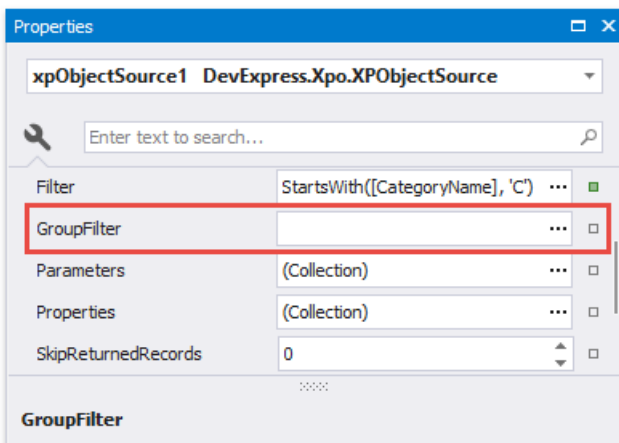 Properties
xpObjectSource1 DevExpress.Xpo.XPObjectSource
Enter text to search...
Filter StartsWith([CategoryName], 'C') ...
GroupFilter ...
Parameters (Collection) ...
Properties (Collection) ...
SkipReturnedRecords 0
GroupFilter